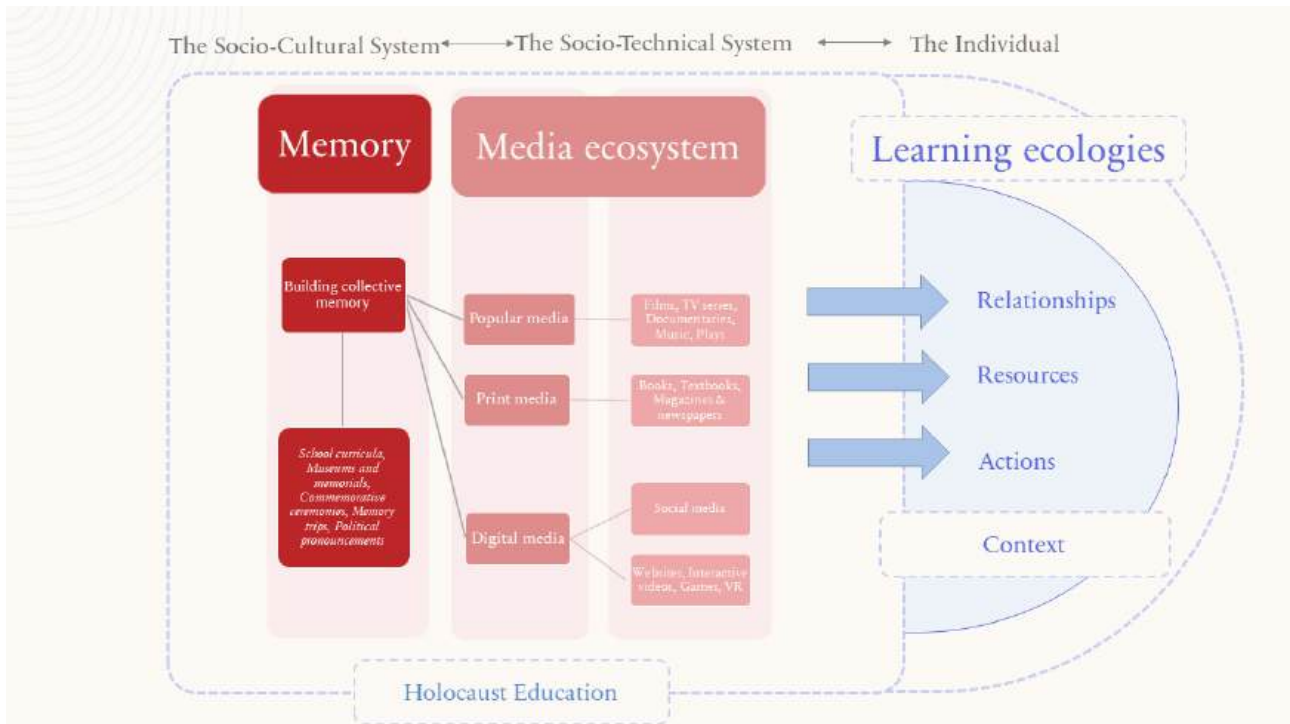 The Socio-Cultural System
The Socio-Technical System
The Individual
Memory
Media ecosystem
Learning ecologies
Building collective
memory
Popular media
Films, TV series,
Documentaries,
Music, Plays
Relationships
Print media
Books, Textbooks,
Magazines &
newspapers
Resources
School curricula,
Museums and
memorials,
Commemorative
ceremonies, Memory
trips, Political
pronouncements
Actions
Social media
Digital media
Context
Websites, Interactive
videos, Games, VR
Holocaust Education